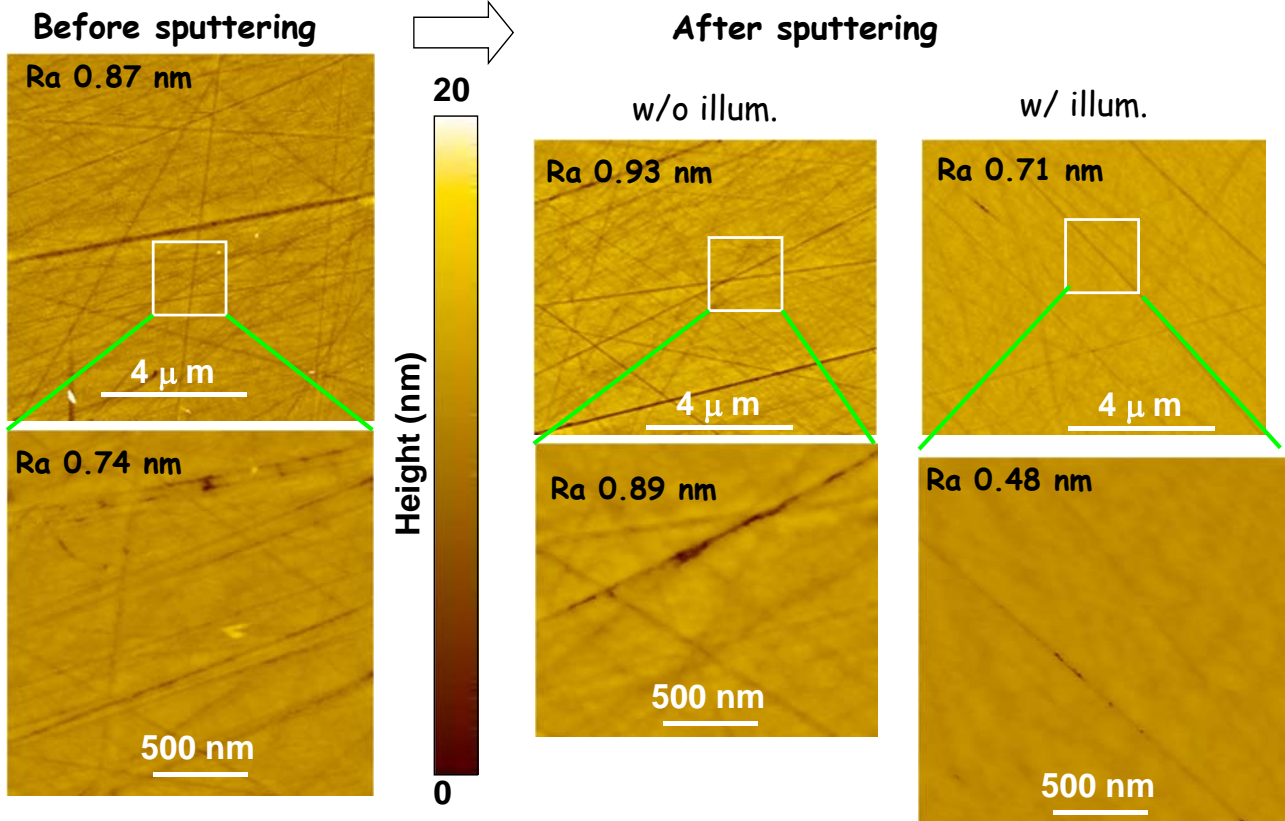 Before sputtering
After sputtering
w/o illum.
w/ illum.
Ra 0.87 nm
4 μ m
Ra 0.74 nm
500 nm
20
Height (nm)
0
Ra 0.93 nm
4 μ m
Ra 0.89 nm
500 nm
Ra 0.71 nm
4 μ m
Ra 0.48 nm
500 nm